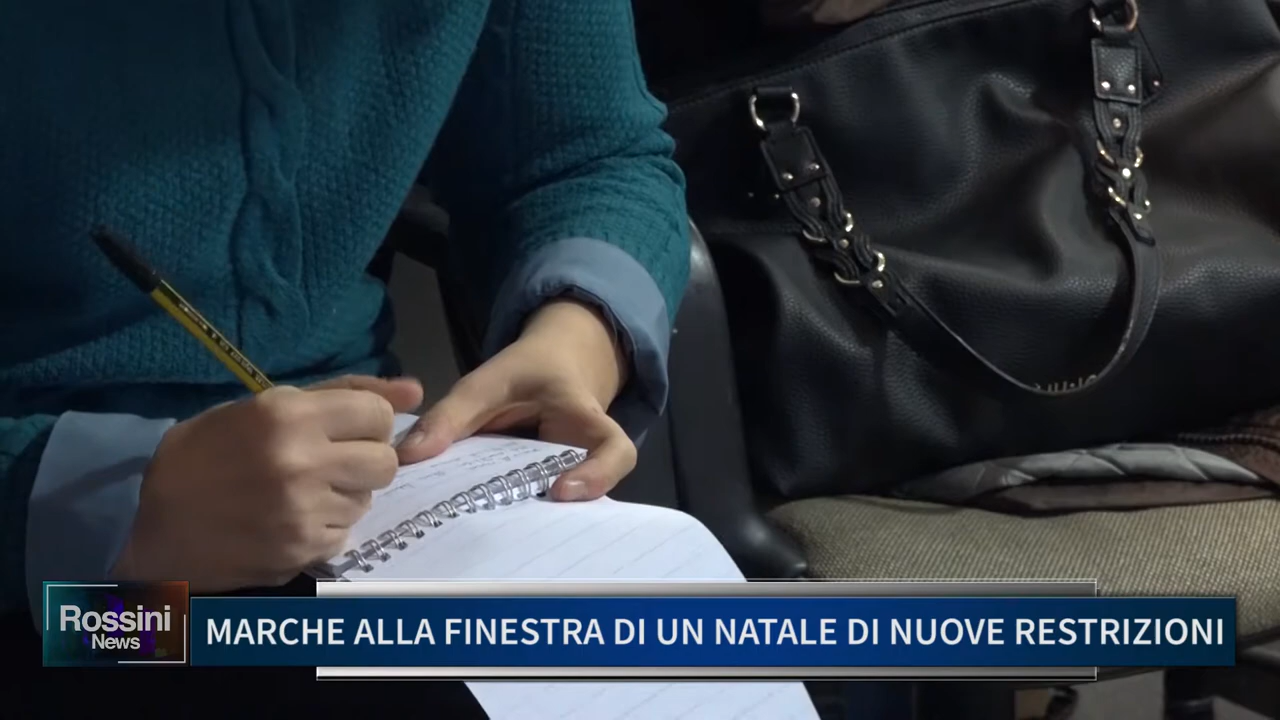 Rossini
News
MARCHE ALLA FINESTRA DI UN NATALE DI NUOVE RESTRIZIONI